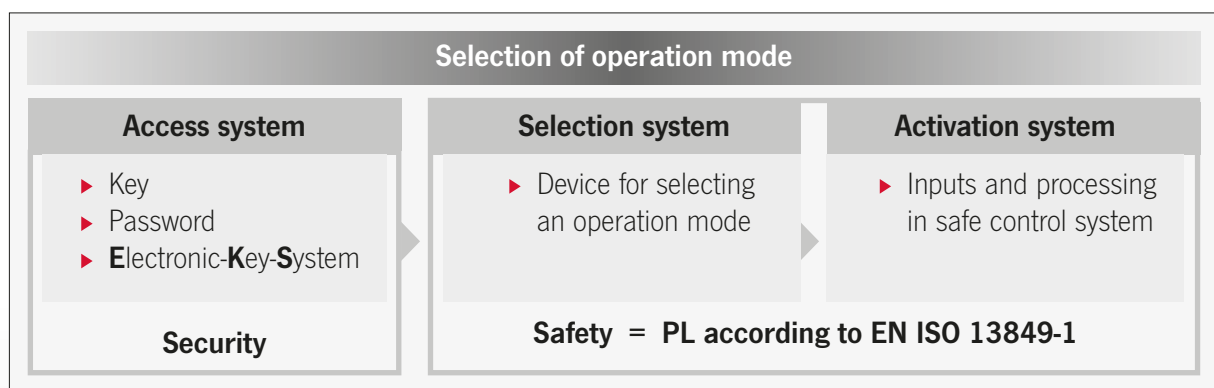 Selection of operation mode
Access system
Key
Password
Electronic-Key-System
Security
Selection system
Device for selecting
an operation mode
Activation system
Inputs and processing
in safe control system
Safety = PL according to EN ISO 13849-1